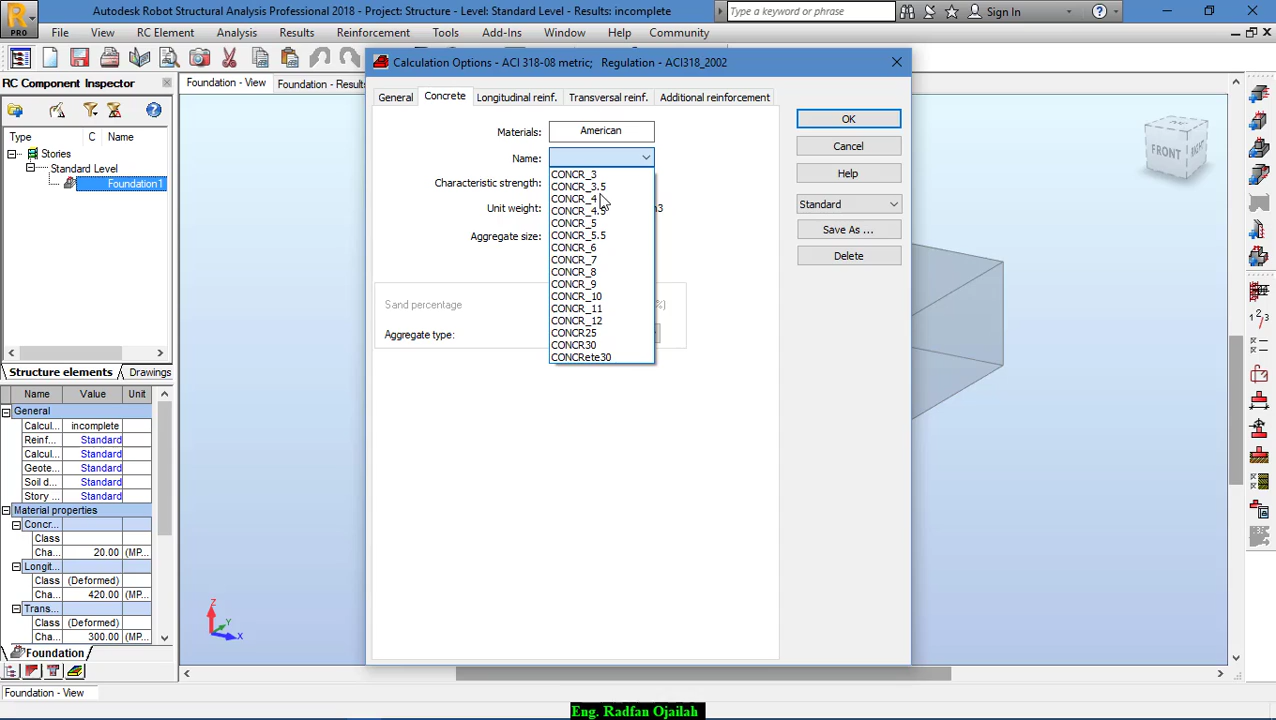 Autodesk Robot Structural Analysis Professional 2018 - Project: Structure - Level: Standard Level - Results: incomplete
Type a keyword or phrase
Sign In
PRO
File View RC Element Analysis Results Reinforcement Tools Add-Ins Window Help Community
RC Component Inspector
Foundation - View
Foundation - Results
Type C Name
Stories
Standard Level
Foundation1
Structure elements
Drawings
Name Value Unit
General
Calcul... incomplete
Reinf... Standard
Calcul... Standard
Geote... Standard
Soil d... Standard
Story ... Standard
Material properties
Concr...
Class
Cha... 20.00 (MP...
Longit...
Class (Deformed)
Cha... 420.00 (MP...
Trans...
Class (Deformed)
Cha... 300.00 (MP...
Foundation
Foundation - View
Calculation Options - ACI 318-08 metric; Regulation - ACI318_2002
General Concrete Longitudinal reinf. Transversal reinf. Additional reinforcement
Materials: American
Name:
Characteristic strength:
Unit weight:
Aggregate size:
Sand percentage
(%)
Aggregate type:
CONCR_3
CONCR_3.5
CONCR_4
CONCR_4.5
CONCR_5
CONCR_5.5
CONCR_6
CONCR_7
CONCR_8
CONCR_9
CONCR_10
CONCR_11
CONCR_12
CONCR25
CONCR30
CONCRete30
OK
Cancel
Help
Standard
Save As ...
Delete
FRONT
RIGHT
Z
Y
X
Eng. Radfan Ojailah